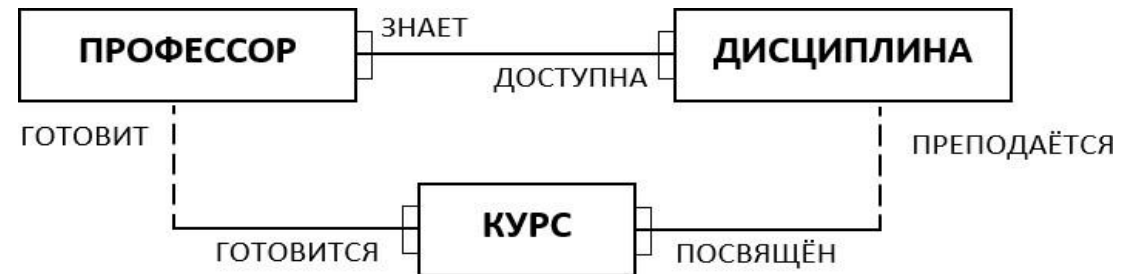 ЗНАЕТ
ПРОФЕССОР
ДИСЦИПЛИНА
ДОСТУПНА
ГОТОВИТ
ПРЕПОДАЁТСЯ
КУРС
ГОТОВИТСЯ
ПОСВЯЩЁН